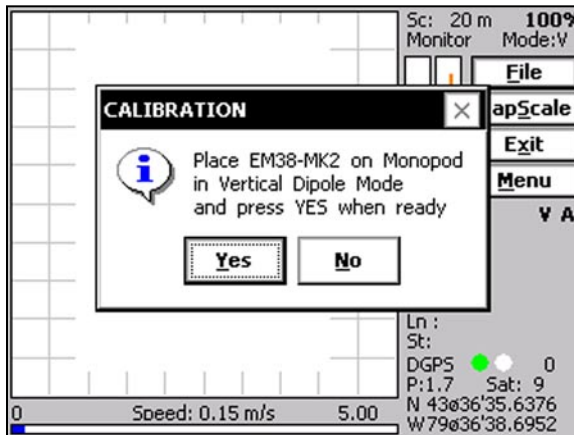 Sc: 20 m 100%
Monitor Mode:V
File
apScale
Exit
Menu
V A
CALIBRATION
Place EM38-MK2 on Monopod
in Vertical Dipole Mode
and press YES when ready
Yes No
Ln :
St:
DGPS 0
P:1.7 Sat: 9
N 43ø36'35.6376
W79ø36'38.6952
0 Speed: 0.15 m/s 5.00